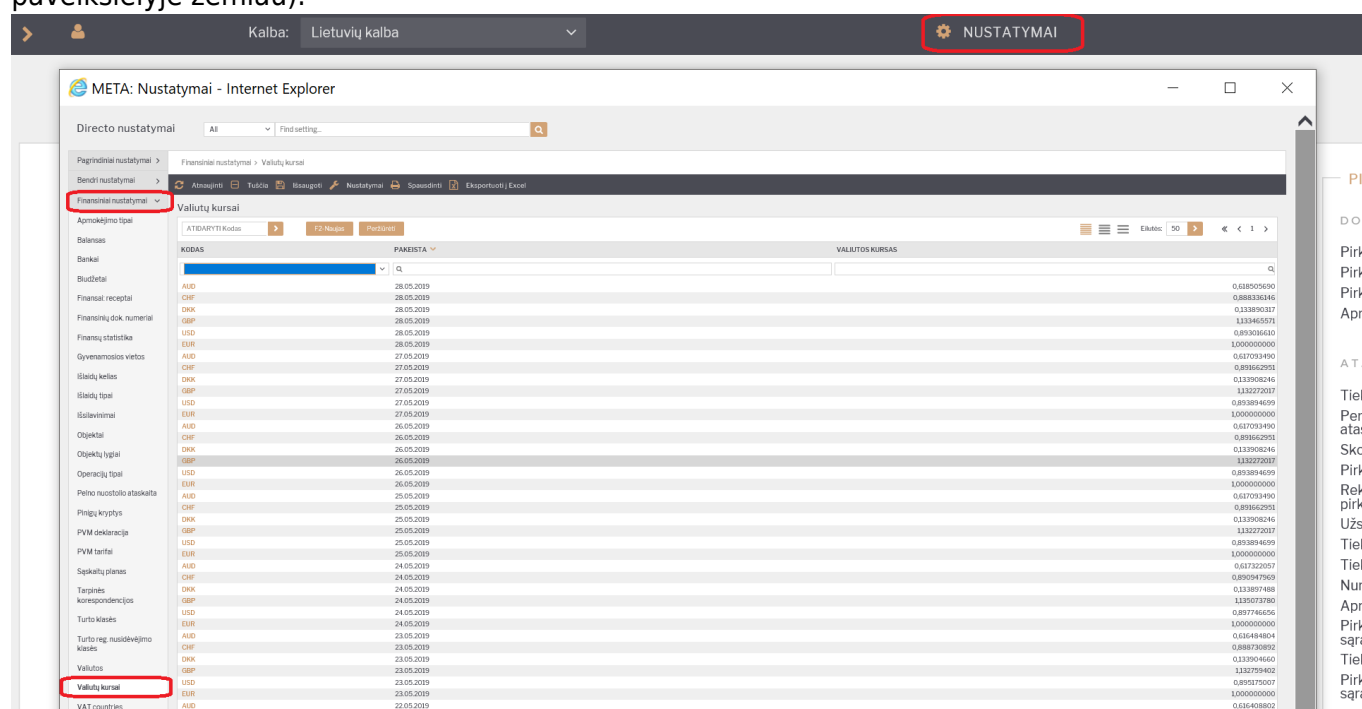 paveikslėlyje žemiau).
Kalba: Lietuvių kalba NUSTATYMAI
META: Nustatymai - Internet Explorer
Directo nustatymai All Find setting...
Pagrindiniai nustatymai >
Bendri nustatymai >
Finansiniai nustatymai
Apmokėjimo tipai
Balansas
Bankai
Biudžetai
Finansai: receptai
Finansinių dok. numeriai
Finansų statistika
Gyvenamosios vietos
Išlaidų kelias
Išlaidų tipai
Išsilavinimai
Objektai
Objektų lygiai
Operacijų tipai
Pelno nuostolio ataskaita
Pinigų kryptys
PVM deklaracija
PVM tarifai
Sąskaitų planas
Tarpinės
korespondencijos
Turto klasės
Turto reg. nusidėvėjimo
klasės
Valiutos
Valiutų kursai
VAT countries
Finansiniai nustatymai > Valiutų kursai
Atnaujinti Tuščia Išsaugoti Nustatymai Spausdinti Eksportuoti į Excel
Valiutų kursai
ATIDARYTI Kodas > F2-Naujas Peržiūrėti Eilutės: 50 > « < 1 >
KODAS PAKEISTA VALIUTOS KURSAS
AUD 28.05.2019 0,618505690
CHF 28.05.2019 0,888336146
DKK 28.05.2019 0,133890317
GBP 28.05.2019 1,133465571
USD 28.05.2019 0,893016610
EUR 28.05.2019 1,000000000
AUD 27.05.2019 0,617093490
CHF 27.05.2019 0,891662951
DKK 27.05.2019 0,133908246
GBP 27.05.2019 1,132272017
USD 27.05.2019 0,893894699
EUR 27.05.2019 1,000000000
AUD 26.05.2019 0,617093490
CHF 26.05.2019 0,891662951
DKK 26.05.2019 0,133908246
GBP 26.05.2019 1,132272017
USD 26.05.2019 0,893894699
EUR 26.05.2019 1,000000000
AUD 25.05.2019 0,617093490
CHF 25.05.2019 0,891662951
DKK 25.05.2019 0,133908246
GBP 25.05.2019 1,132272017
USD 25.05.2019 0,893894699
EUR 25.05.2019 1,000000000
AUD 24.05.2019 0,617322057
CHF 24.05.2019 0,890947969
DKK 24.05.2019 0,133897488
GBP 24.05.2019 1,135073780
USD 24.05.2019 0,897746656
EUR 24.05.2019 1,000000000
AUD 23.05.2019 0,616484804
CHF 23.05.2019 0,888730892
DKK 23.05.2019 0,133904660
GBP 23.05.2019 1,132759402
USD 23.05.2019 0,895175007
EUR 23.05.2019 1,000000000
AUD 22.05.2019 0,616408802